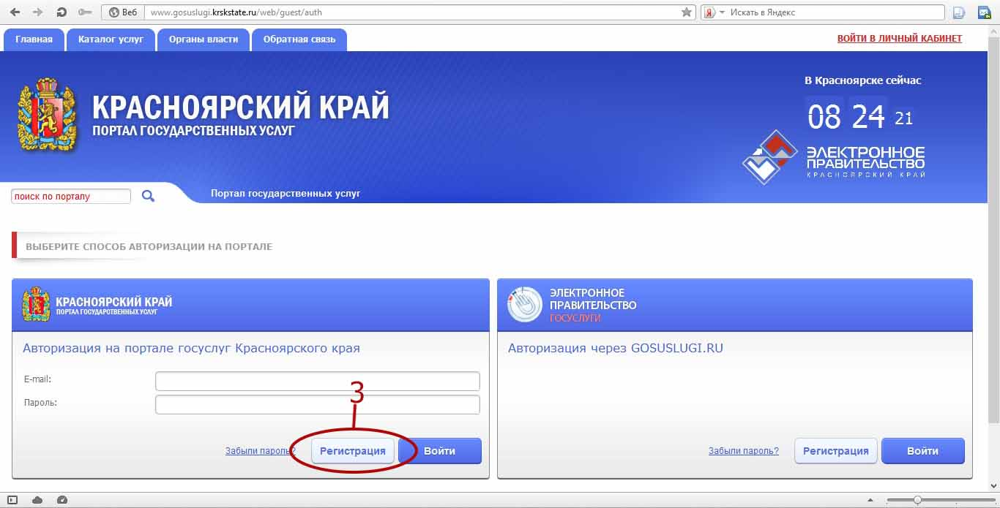 Веб www.gosuslugi.krskstate.ru/web/guest/auth Искать в Яндекс
Главная Каталог услуг Органы власти Обратная связь ВОЙТИ В ЛИЧНЫЙ КАБИНЕТ
В Красноярске сейчас
08 24 21
КРАСНОЯРСКИЙ КРАЙ
ПОРТАЛ ГОСУДАРСТВЕННЫХ УСЛУГ
ЭЛЕКТРОННОЕ
ПРАВИТЕЛЬСТВО
КРАСНОЯРСКИЙ КРАЙ
поиск по порталу Портал государственных услуг
ВЫБЕРИТЕ СПОСОБ АВТОРИЗАЦИИ НА ПОРТАЛЕ
КРАСНОЯРСКИЙ КРАЙ
ПОРТАЛ ГОСУДАРСТВЕННЫХ УСЛУГ
Авторизация на портале госуслуг Красноярского края
E-mail:
3
Пароль:
Забыли пароль? Регистрация Войти
ЭЛЕКТРОННОЕ
ПРАВИТЕЛЬСТВО
ГОСУСЛУГИ
Авторизация через GOSUSLUGI.RU
Забыли пароль? Регистрация Войти